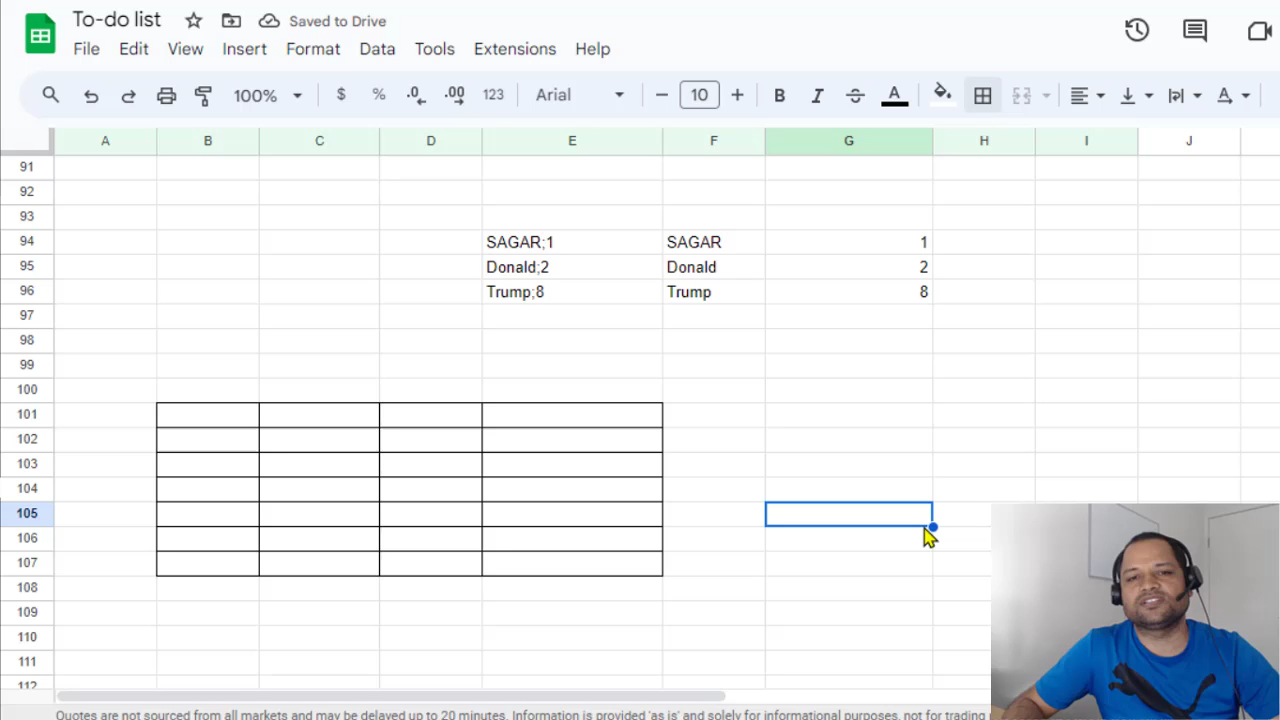 To-do list
Saved to Drive
File Edit View Insert Format Data Tools Extensions Help
100% $ % .0 .00 123 Arial 10 B I A A
A B C D E F G H I J
91
92
93
94 SAGAR;1 SAGAR 1
95 Donald;2 Donald 2
96 Trump;8 Trump 8
97
98
99
100
101
102
103
104
105
106
107
108
109
110
111
112
Quotes are not sourced from all markets and may be delayed up to 20 minutes. Information is provided 'as is' and solely for informational purposes, not for trading